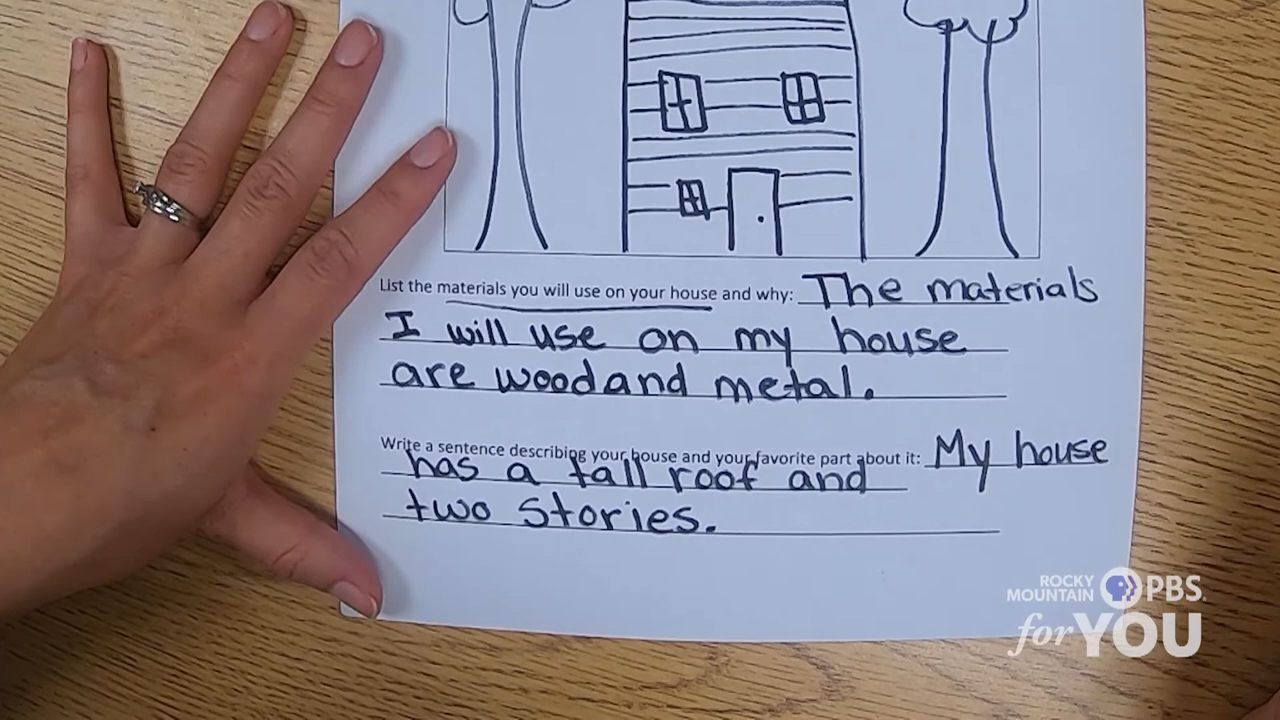 List the materials you will use on your house and why: The materials
I will use on my house
are wood and metal.
Write a sentence describing your house and your favorite part about it: My house
has a tall roof and
two stories.
ROCKY
MOUNTAIN PBS.
for YOU